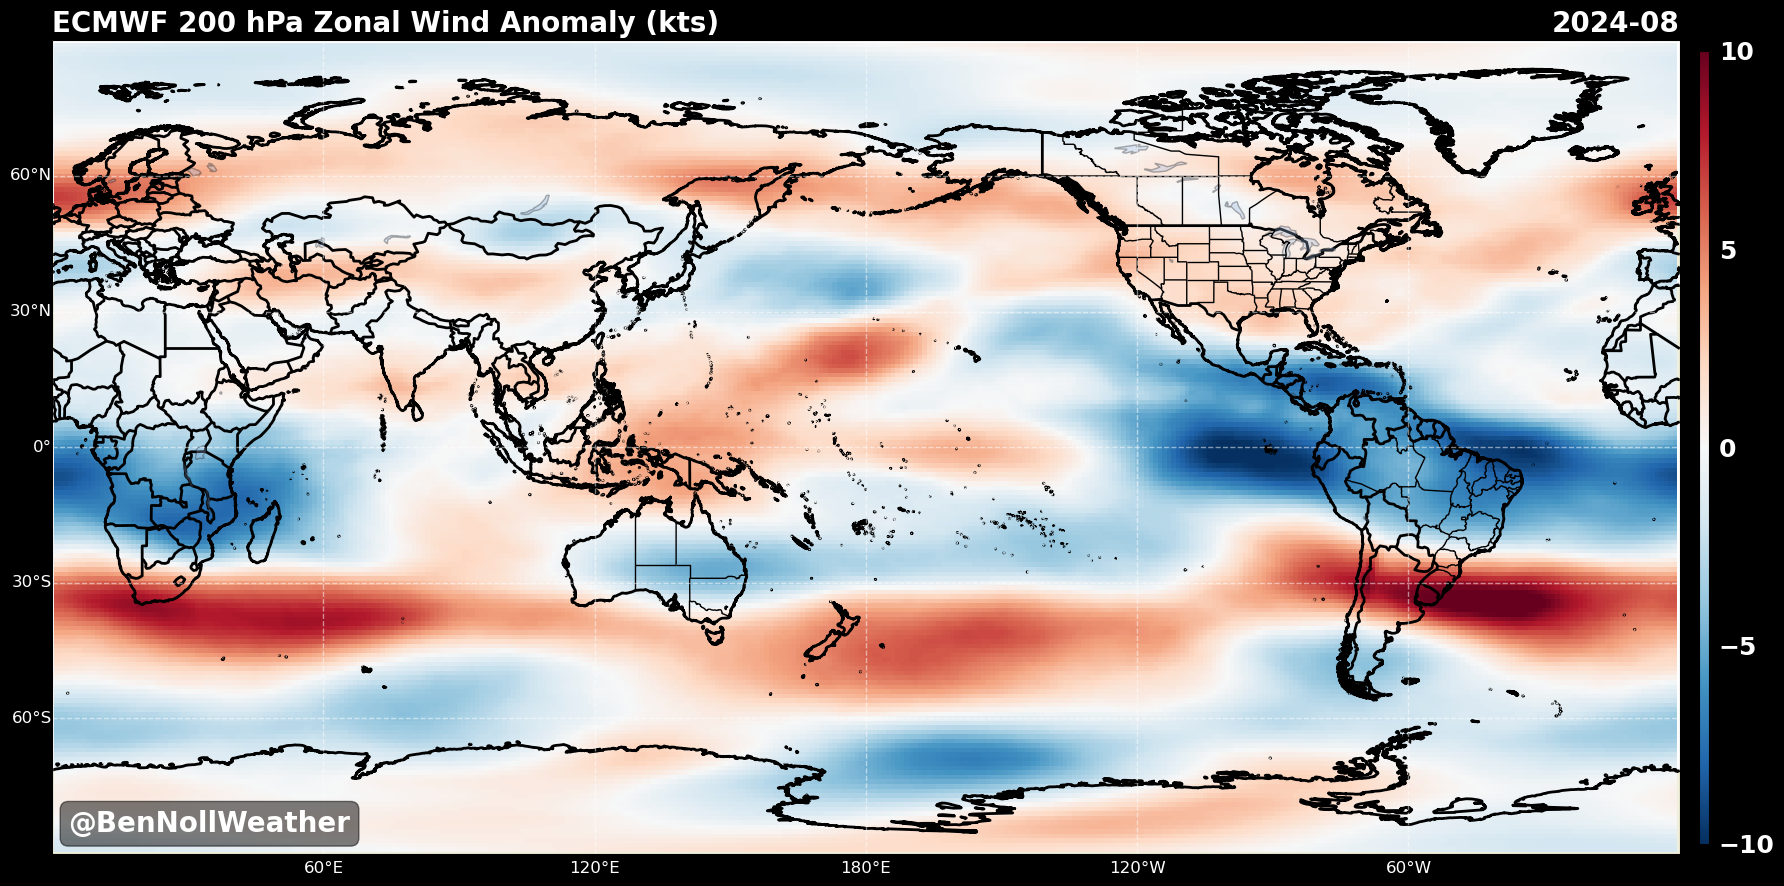 ECMWF 200 hPa Zonal Wind Anomaly (kts)
2024-08
60°N
30°N
0°
30°S
60°S
60°E
120°E
180°E
120°W
60°W
10
5
0
−5
−10
@BenNollWeather